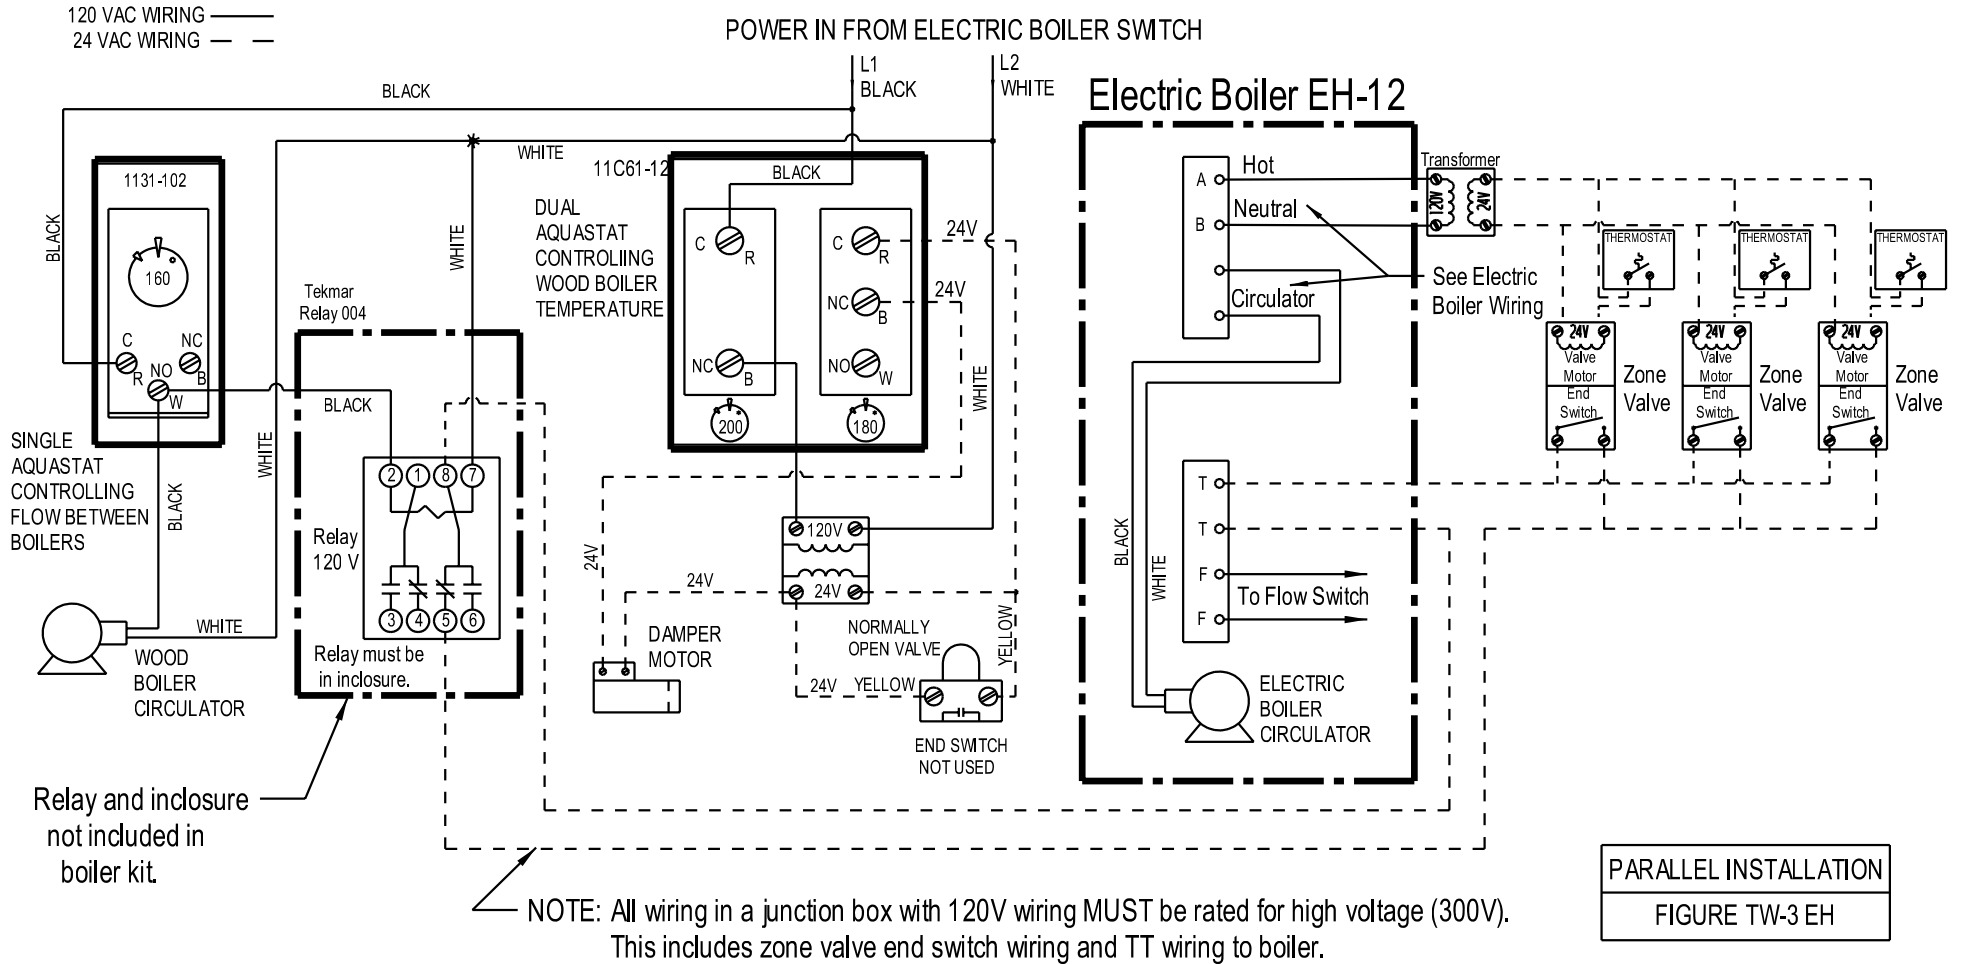 120 VAC WIRING
24 VAC WIRING
POWER IN FROM ELECTRIC BOILER SWITCH
L1
BLACK
L2
WHITE
BLACK
WHITE
BLACK
WHITE
1131-102
160
C
R
NO
W
NC
B
SINGLE
AQUASTAT
CONTROLLING
FLOW BETWEEN
BOILERS
BLACK
WHITE
WHITE
WOOD
BOILER
CIRCULATOR
Tekmar
Relay 004
BLACK
2
1
8
7
Relay
120 V
3
4
5
6
Relay must be
in inclosure.
Relay and inclosure
not included in
boiler kit.
11C61-12
DUAL
AQUASTAT
CONTROLIING
WOOD BOILER
TEMPERATURE
BLACK
C
R
NC
B
200
C
R
NC
B
NO
W
180
24V
24V
WHITE
120V
24V
24V
24V
DAMPER
MOTOR
NORMALLY
OPEN VALVE
YELLOW
24V
YELLOW
END SWITCH
NOT USED
Electric Boiler EH-12
A
Hot
B
Neutral
Circulator
See Electric
Boiler Wiring
T
T
F
F
To Flow Switch
BLACK
WHITE
ELECTRIC
BOILER
CIRCULATOR
Transformer
120V
24V
THERMOSTAT
THERMOSTAT
THERMOSTAT
24V
Valve
Motor
End
Switch
Zone
Valve
24V
Valve
Motor
End
Switch
Zone
Valve
24V
Valve
Motor
End
Switch
Zone
Valve
NOTE: All wiring in a junction box with 120V wiring MUST be rated for high voltage (300V).
This includes zone valve end switch wiring and TT wiring to boiler.
PARALLEL INSTALLATION
FIGURE TW-3 EH